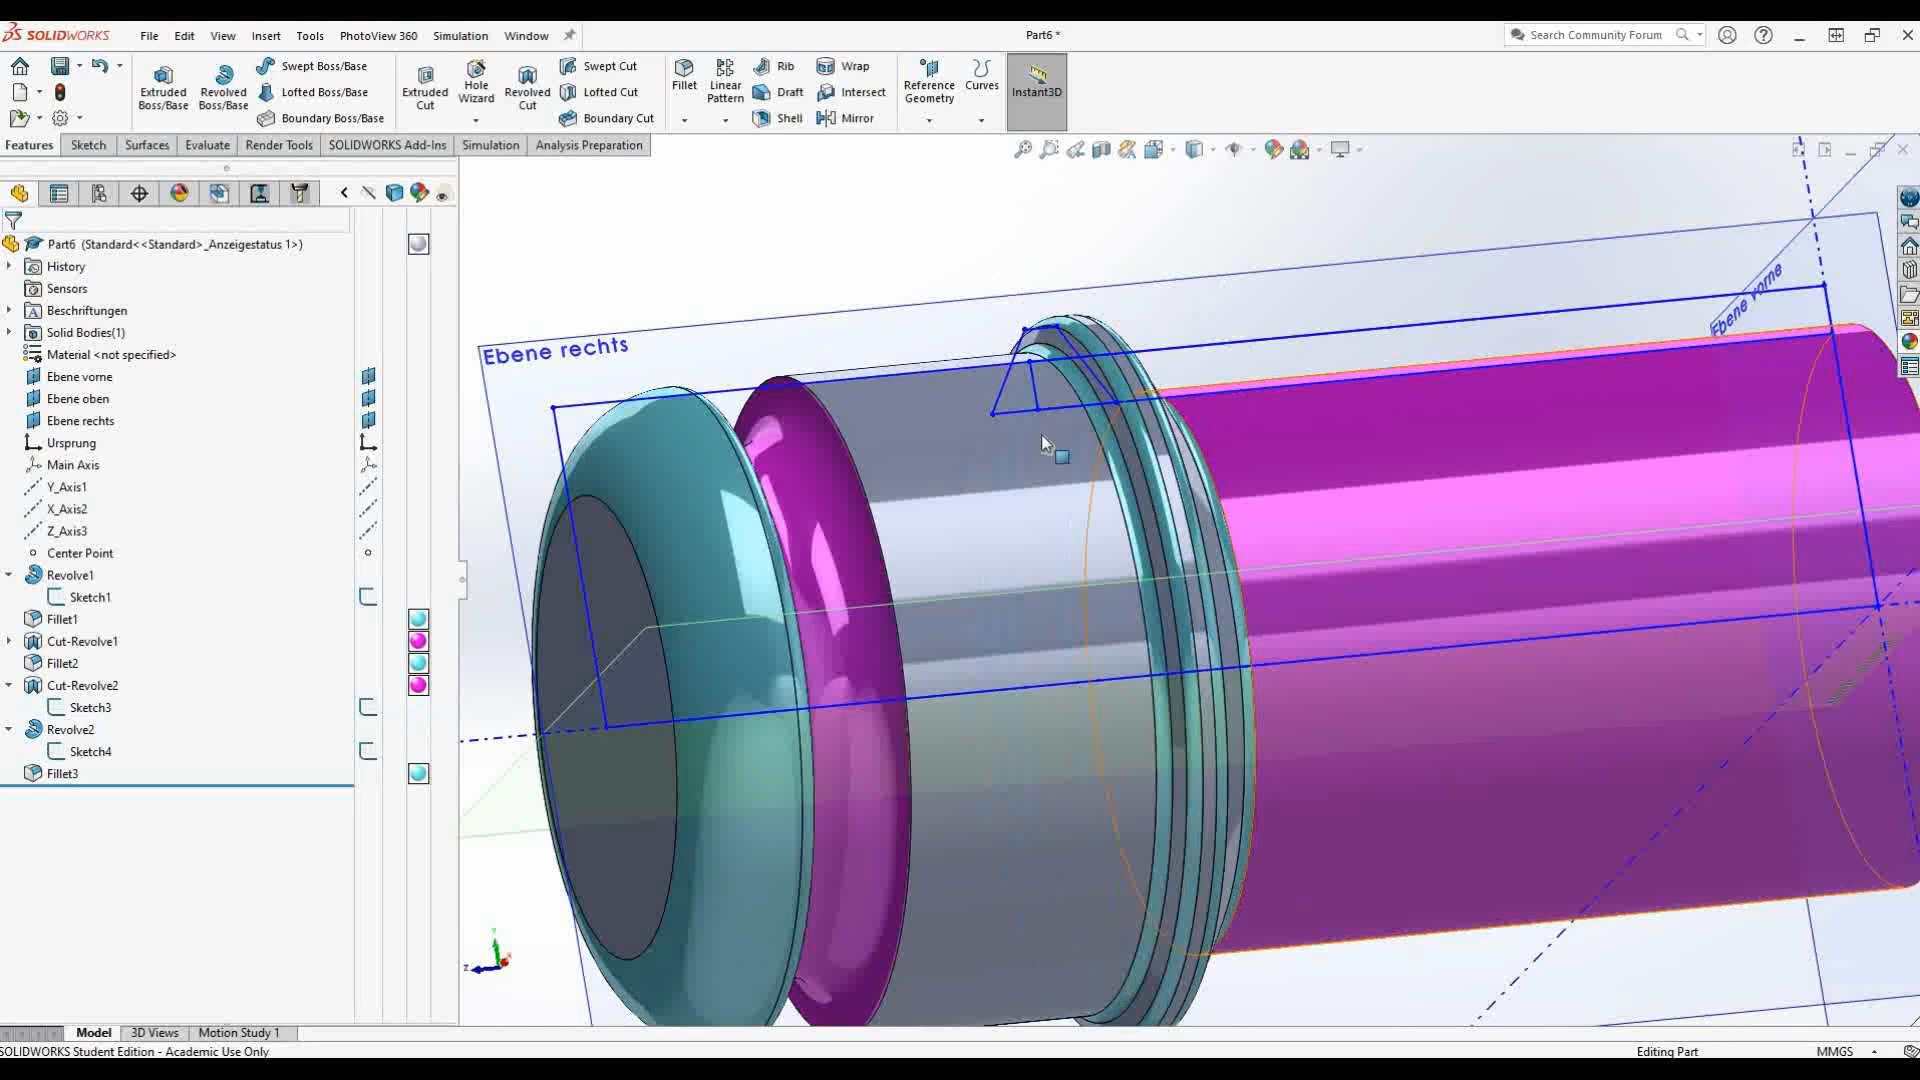 SOLIDWORKS File Edit View Insert Tools PhotoView 360 Simulation Window Part6 * Search Community Forum
Extruded Boss/Base
Revolved Boss/Base
Swept Boss/Base
Lofted Boss/Base
Boundary Boss/Base
Extruded Cut
Hole Wizard
Revolved Cut
Swept Cut
Lofted Cut
Boundary Cut
Fillet
Linear Pattern
Rib
Draft
Shell
Wrap
Intersect
Mirror
Reference Geometry
Curves
Instant3D
Features Sketch Surfaces Evaluate Render Tools SOLIDWORKS Add-Ins Simulation Analysis Preparation
Part6 (Standard<<Standard>_Anzeigestatus 1>)
History
Sensors
Beschriftungen
Solid Bodies(1)
Material <not specified>
Ebene vorne
Ebene oben
Ebene rechts
Ursprung
Main Axis
Y_Axis1
X_Axis2
Z_Axis3
Center Point
Revolve1
Sketch1
Fillet1
Cut-Revolve1
Fillet2
Cut-Revolve2
Sketch3
Revolve2
Sketch4
Fillet3
Ebene rechts
Ebene vorne
Y
X
Z
Model 3D Views Motion Study 1
SOLIDWORKS Student Edition - Academic Use Only Editing Part MMGS